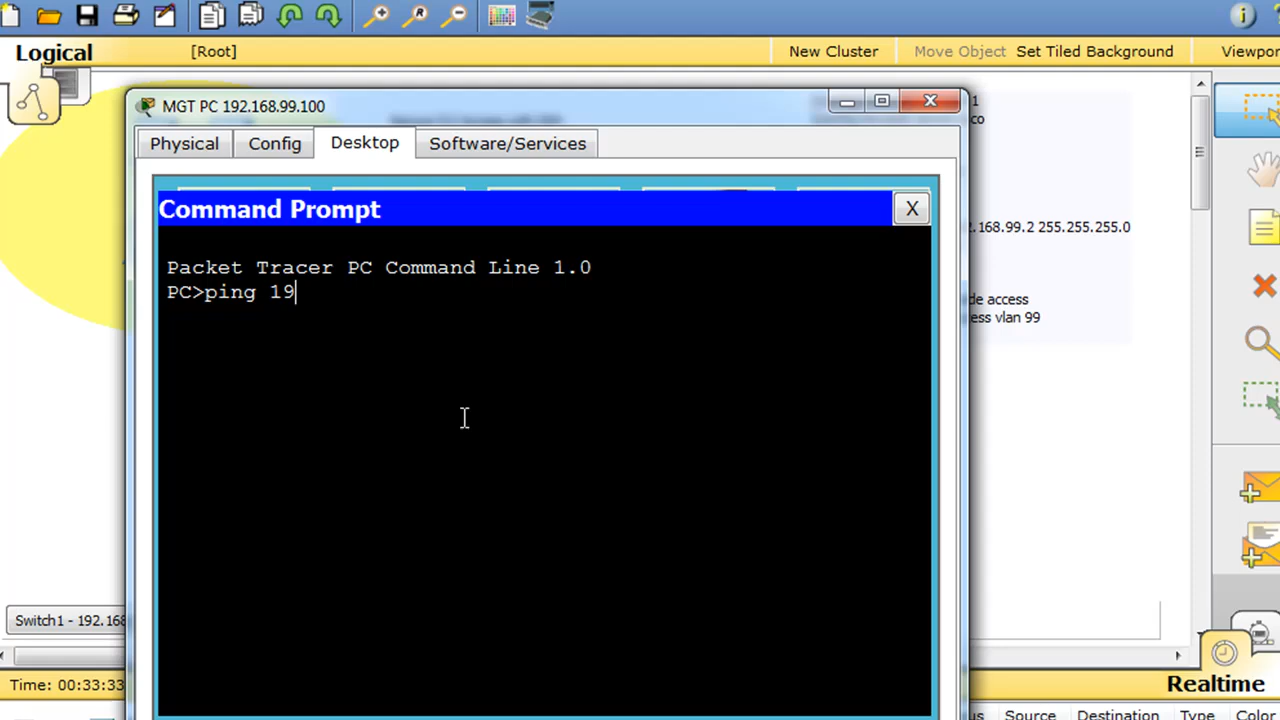 Logical
[Root]
New Cluster
Move Object
Set Tiled Background
Viewpor
MGT PC 192.168.99.100
Physical
Config
Desktop
Software/Services
Command Prompt
X
Packet Tracer PC Command Line 1.0
PC>ping 19
1
co
.168.99.2 255.255.255.0
de access
ess vlan 99
Switch1 - 192.168
Time: 00:33:33
Realtime
us
Source
Destination
Type
Color